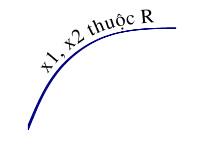 x1, x2 thuộc R